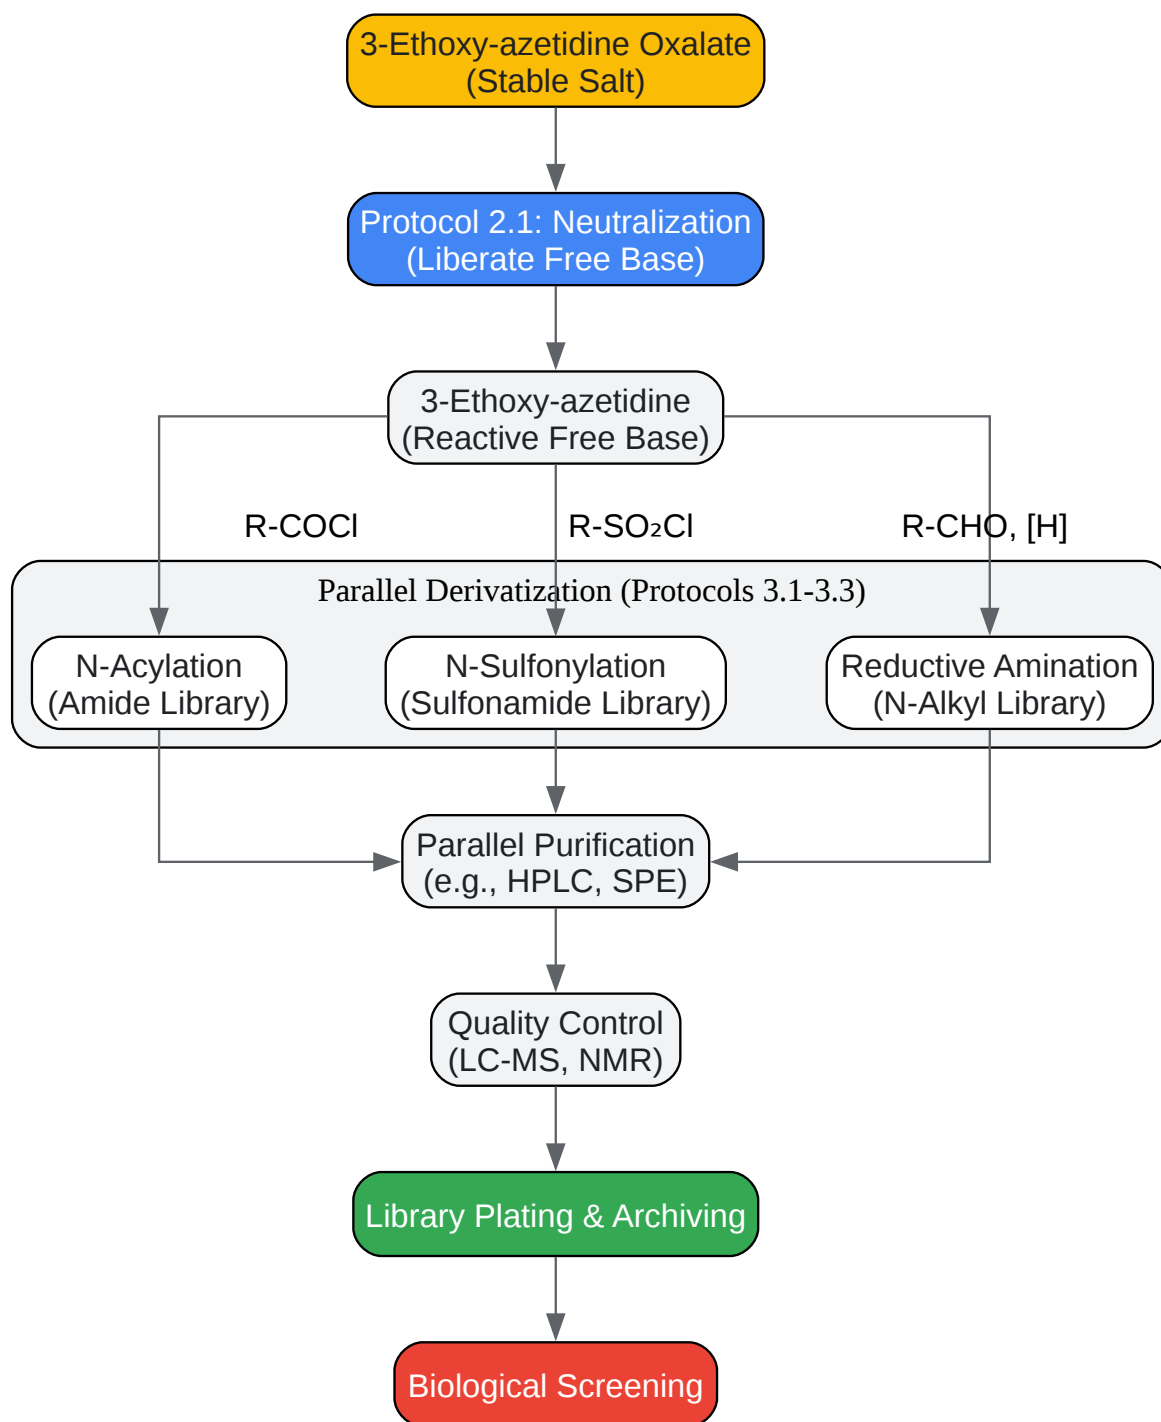 3-Ethoxy-azetidine Oxalate
(Stable Salt)
Protocol 2.1: Neutralization
(Liberate Free Base)
3-Ethoxy-azetidine
(Reactive Free Base)
R-COCl
R-SO₂Cl
R-CHO, [H]
Parallel Derivatization (Protocols 3.1-3.3)
N-Acylation
(Amide Library)
N-Sulfonylation
(Sulfonamide Library)
Reductive Amination
(N-Alkyl Library)
Parallel Purification
(e.g., HPLC, SPE)
Quality Control
(LC-MS, NMR)
Library Plating & Archiving
Biological Screening